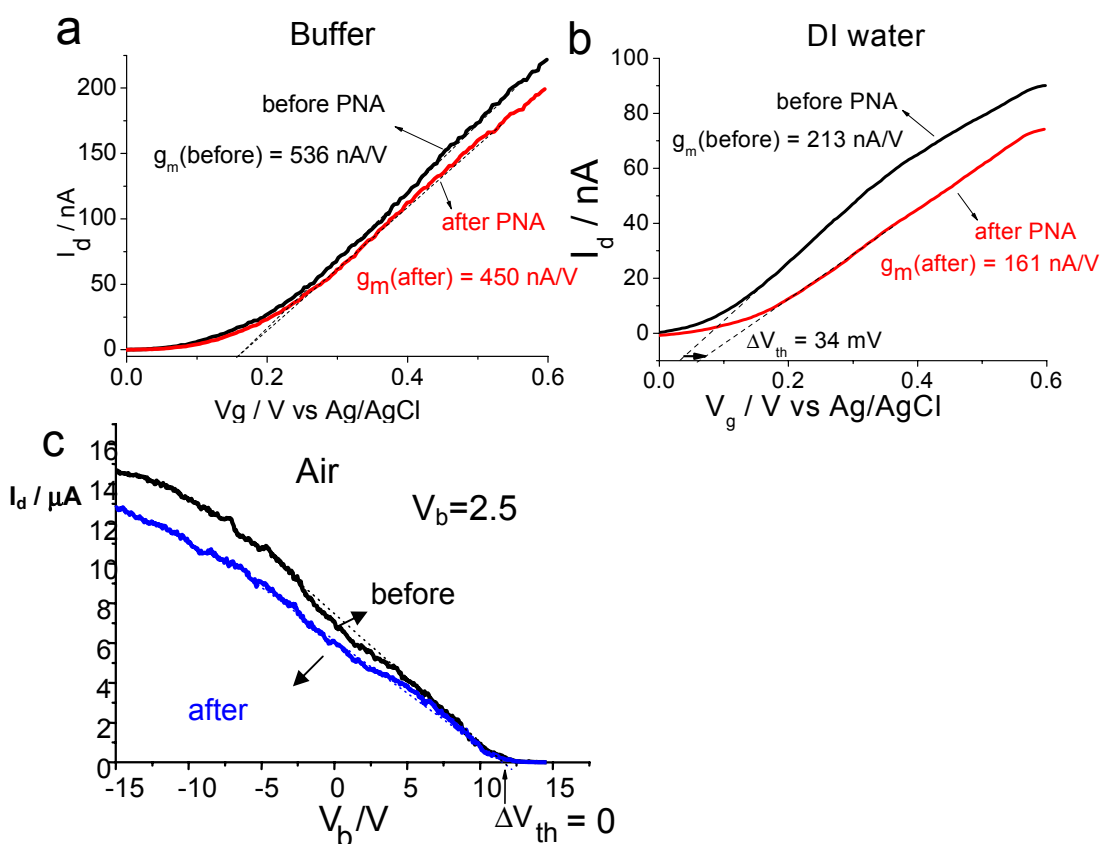 a
Buffer
200
150
100
50
0
I_d / nA
before PNA
g_m(before) = 536 nA/V
after PNA
g_m(after) = 450 nA/V
0.0 0.2 0.4 0.6
Vg / V vs Ag/AgCl
b
DI water
100
80
60
40
20
0
I_d / nA
before PNA
g_m(before) = 213 nA/V
after PNA
g_m(after) = 161 nA/V
ΔV_th = 34 mV
0.0 0.2 0.4 0.6
V_g / V vs Ag/AgCl
c
Air
V_b=2.5
16
14
12
10
8
6
4
2
0
I_d / μA
before
after
-15 -10 -5 0 5 10 15
V_b/V
ΔV_th = 0